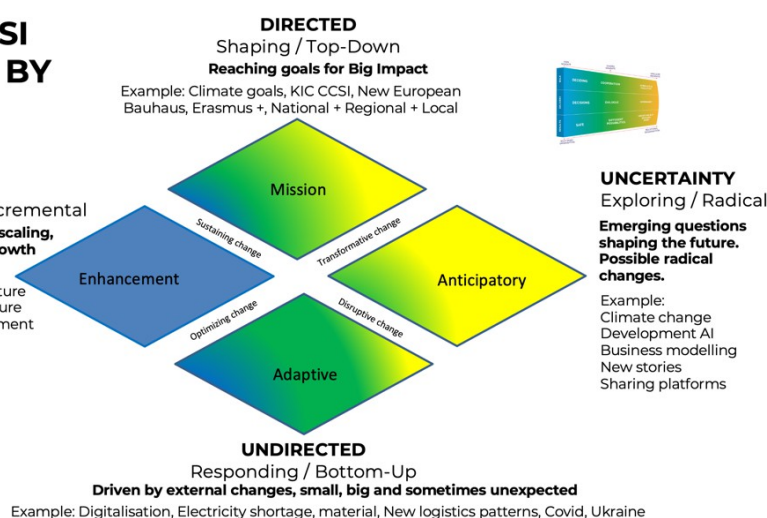 SI
BY
DIRECTED
Shaping / Top-Down
Reaching goals for Big Impact
Example: Climate goals, KIC CCSI, New European
Bauhaus, Erasmus +, National + Regional + Local
Mission
UNCERTAINTY
Exploring / Radical
Emerging questions
shaping the future.
Possible radical
changes.
Example:
Climate change
Development AI
Business modelling
New stories
Sharing platforms
cremental
scaling,
owth
ture
ure
ment
Sustaining change
Transformative change
Enhancement
Anticipatory
Optimizing change
Disruptive change
Adaptive
UNDIRECTED
Responding / Bottom-Up
Driven by external changes, small, big and sometimes unexpected
Example: Digitalisation, Electricity shortage, material, New logistics patterns, Covid, Ukraine